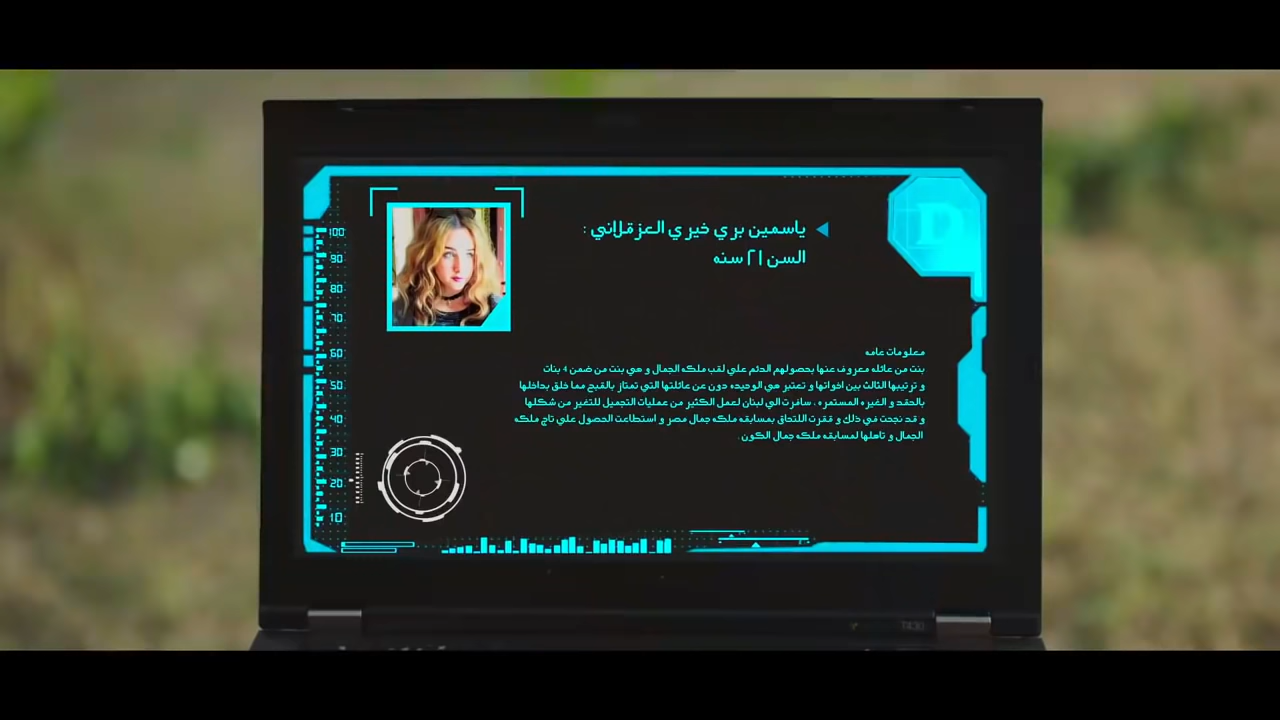 ياسمين بري خيري العزقلاني :
السن ٢١ سنه
D
معلومات عامه
بنت من عائله معروف عنها بحصولهم الدئم علي لقب ملكه الجمال و هي بنت من ضمن 4 بنات
و ترتيبها الثالث بين اخواتها و تعتبر هي الوحيده دون عن عائلتها التي تمتاز بالقبح مما خلق بداخلها
بالحقد و الغيره المستمره . سافرت الي لبنان لعمل الكثير من عمليات التجميل للتغير من شكلها
و قد نجحت في ذلك و قفرت اللتحاق بمسابقه ملكه جمال مصر و استطاعت الحصول علي تاج ملكه
الجمال و تاهلها لمسابقه ملكه جمال الكون .
100
90
80
70
60
50
40
30
20
10
T430